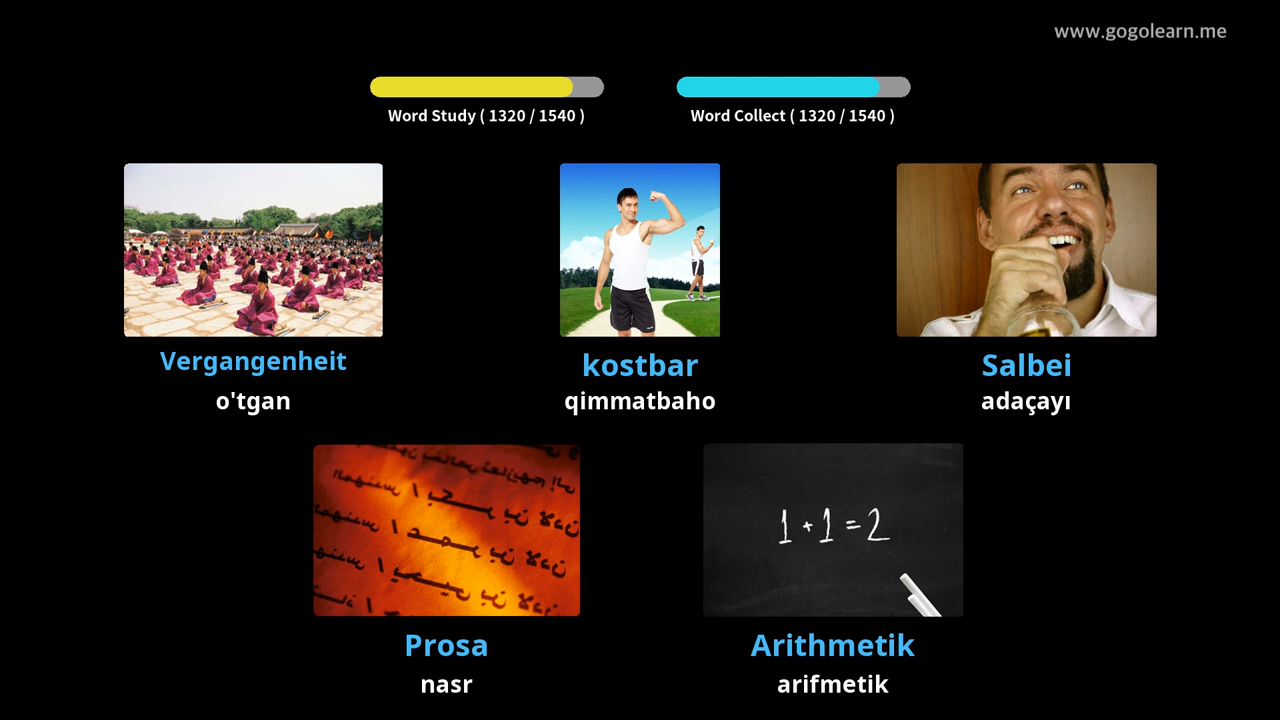 www.gogolearn.me
Word Study ( 1320 / 1540 )
Word Collect ( 1320 / 1540 )
Vergangenheit
o'tgan
kostbar
qimmatbaho
Salbei
adaçayı
1 + 1 = 2
Prosa
nasr
Arithmetik
arifmetik